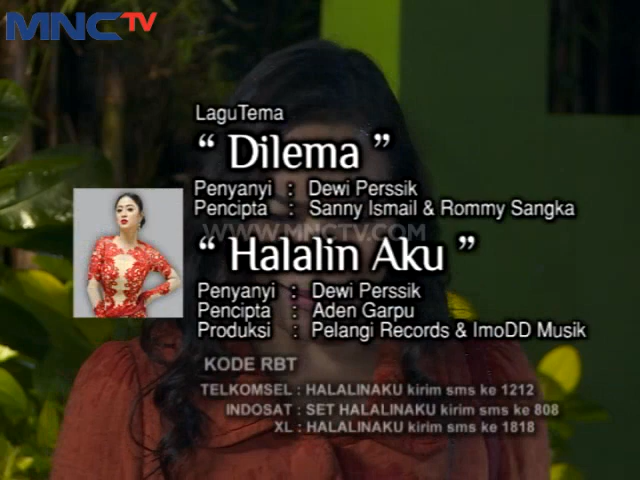 MNCTV
LaguTema
“ Dilema ”
Penyanyi : Dewi Perssik
Pencipta : Sanny Ismail & Rommy Sangka
WWW.MNCTV.COM
“ Halalin Aku ”
Penyanyi : Dewi Perssik
Pencipta : Aden Garpu
Produksi : Pelangi Records & ImoDD Musik
KODE RBT
TELKOMSEL : HALALINAKU kirim sms ke 1212
INDOSAT : SET HALALINAKU kirim sms ke 808
XL : HALALINAKU kirim sms ke 1818